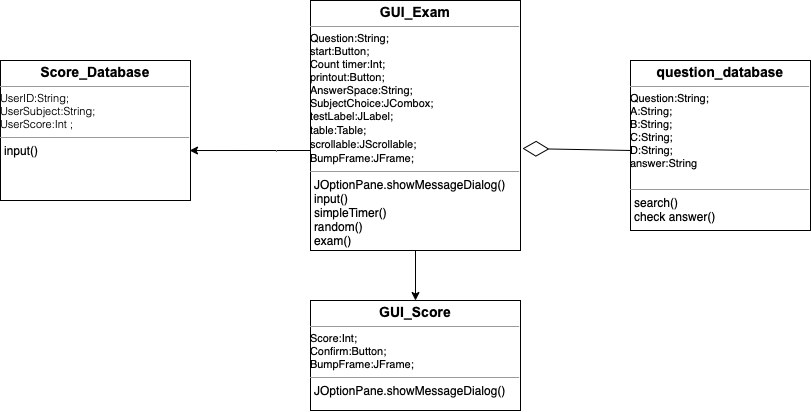 GUI_Exam
Question:String;
start:Button;
Count timer:Int;
printout:Button;
AnswerSpace:String;
SubjectChoice:JCombox;
testLabel:JLabel;
table:Table;
scrollable:JScrollable;
BumpFrame:JFrame;
JOptionPane.showMessageDialog()
input()
simpleTimer()
random()
exam()
Score_Database
UserID:String;
UserSubject:String;
UserScore:Int ;
input()
question_database
Question:String;
A:String;
B:String;
C:String;
D:String;
answer:String
search()
check answer()
GUI_Score
Score:Int;
Confirm:Button;
BumpFrame:JFrame;
JOptionPane.showMessageDialog()